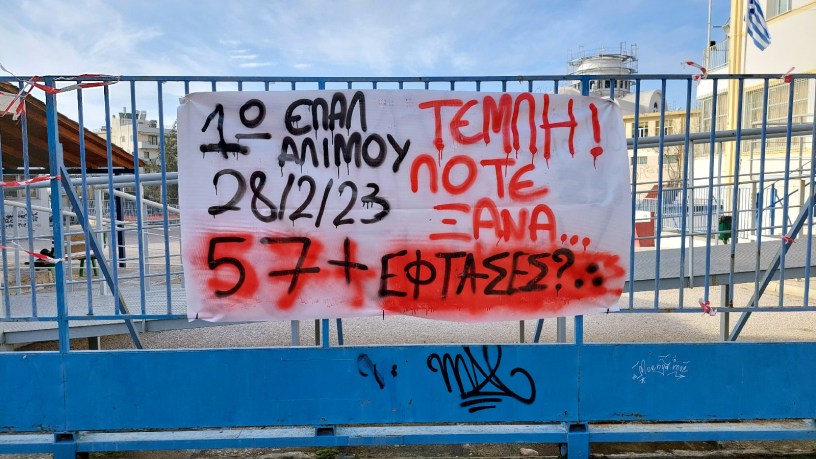 1ο ΕΠΑΛ
ΑΛΙΜΟΥ
28/2/23
ΤΕΜΠΗ!
ΠΟΤΕ
ΞΑΝΑ...
57+ ΕΦΤΑΣΕΣ?: